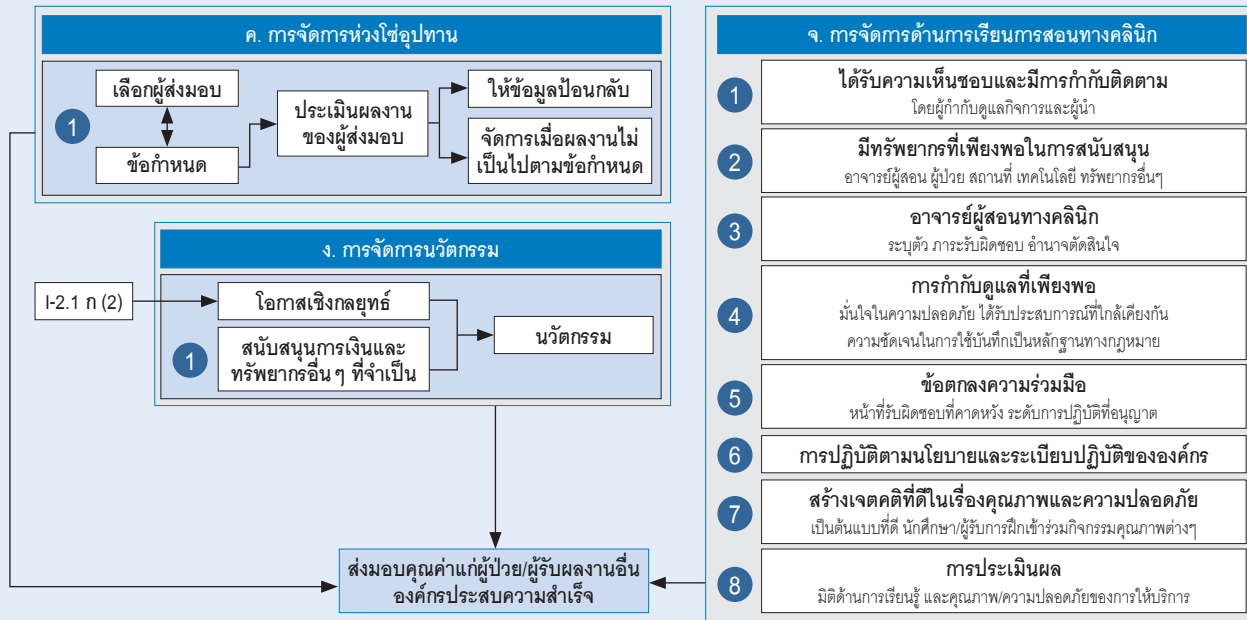 ค. การจัดการห่วงโซ่อุปทาน
1
เลือกผู้ส่งมอบ
ข้อกำหนด
ประเมินผลงาน
ของผู้ส่งมอบ
ให้ข้อมูลป้อนกลับ
จัดการเมื่อผลงานไม่
เป็นไปตามข้อกำหนด
ง. การจัดการนวัตกรรม
I-2.1 ก (2)
โอกาสเชิงกลยุทธ์
1
สนับสนุนการเงินและ
ทรัพยากรอื่นๆ ที่จำเป็น
นวัตกรรม
ส่งมอบคุณค่าแก่ผู้ป่วย/ผู้รับผลงานอื่น
องค์กรประสบความสำเร็จ
จ. การจัดการด้านการเรียนการสอนทางคลินิก
1
ได้รับความเห็นชอบและมีการกำกับติดตาม
โดยผู้กำกับดูแลกิจการและผู้นำ
2
มีทรัพยากรที่เพียงพอในการสนับสนุน
อาจารย์ผู้สอน ผู้ป่วย สถานที่ เทคโนโลยี ทรัพยากรอื่นๆ
3
อาจารย์ผู้สอนทางคลินิก
ระบุตัว ภาระรับผิดชอบ อำนาจตัดสินใจ
4
การกำกับดูแลที่เพียงพอ
มั่นใจในความปลอดภัย ได้รับประสบการณ์ที่ใกล้เคียงกัน
ความชัดเจนในการใช้บันทึกเป็นหลักฐานทางกฎหมาย
5
ข้อตกลงความร่วมมือ
หน้าที่รับผิดชอบที่คาดหวัง ระดับการปฏิบัติที่อนุญาต
6
การปฏิบัติตามนโยบายและระเบียบปฏิบัติขององค์กร
7
สร้างเจตคติที่ดีในเรื่องคุณภาพและความปลอดภัย
เป็นต้นแบบที่ดี นักศึกษา/ผู้รับการฝึกเข้าร่วมกิจกรรมคุณภาพต่างๆ
8
การประเมินผล
มิติด้านการเรียนรู้ และคุณภาพ/ความปลอดภัยของการให้บริการ